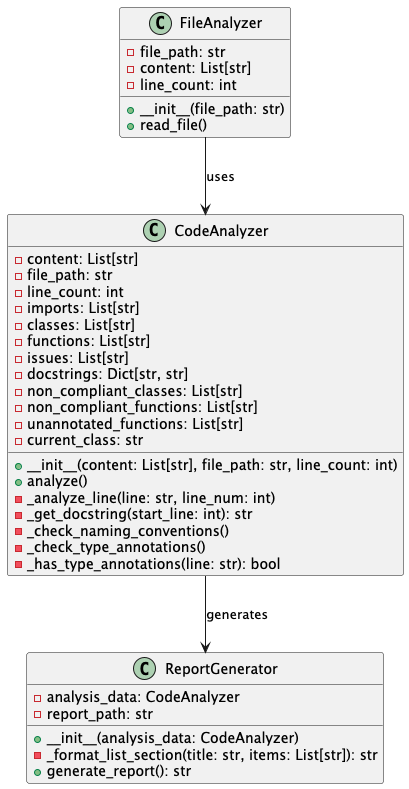 C FileAnalyzer
file_path: str
content: List[str]
line_count: int
__init__(file_path: str)
read_file()
uses
C CodeAnalyzer
content: List[str]
file_path: str
line_count: int
imports: List[str]
classes: List[str]
functions: List[str]
issues: List[str]
docstrings: Dict[str, str]
non_compliant_classes: List[str]
non_compliant_functions: List[str]
unannotated_functions: List[str]
current_class: str
__init__(content: List[str], file_path: str, line_count: int)
analyze()
_analyze_line(line: str, line_num: int)
_get_docstring(start_line: int): str
_check_naming_conventions()
_check_type_annotations()
_has_type_annotations(line: str): bool
generates
C ReportGenerator
analysis_data: CodeAnalyzer
report_path: str
__init__(analysis_data: CodeAnalyzer)
_format_list_section(title: str, items: List[str]): str
generate_report(): str